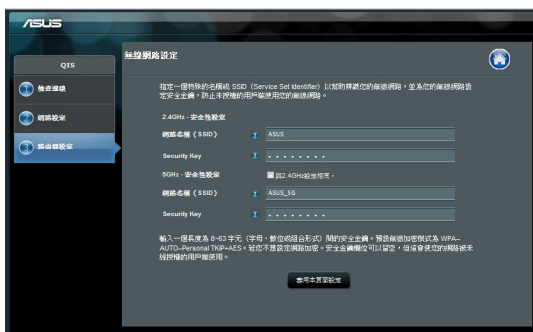 ASUS
QIS
無線網路設定
1 檢查連線
2 網路設定
3 路由器設定
指定一個特殊的名稱或 SSID（Service Set Identifier）以幫助辨識您的無線網路，並為您的無線網路設
定安全金鑰，防止未授權的用戶端使用您的無線網路。
2.4GHz - 安全性設定
網路名稱（SSID） ASUS
Security Key
5GHz - 安全性設定 與2.4GHz設定相同。
網路名稱（SSID） ASUS_5G
Security Key
輸入一個長度為 8-63 字元（字母、數位或組合形式）間的安全金鑰。預設無線加密模式為 WPA-
AUTO-Personal TKIP+AES。若您不想設定網路加密，安全金鑰欄位可以留空，但這會使您的網路被未
經授權的用戶端使用。
套用本頁面設定